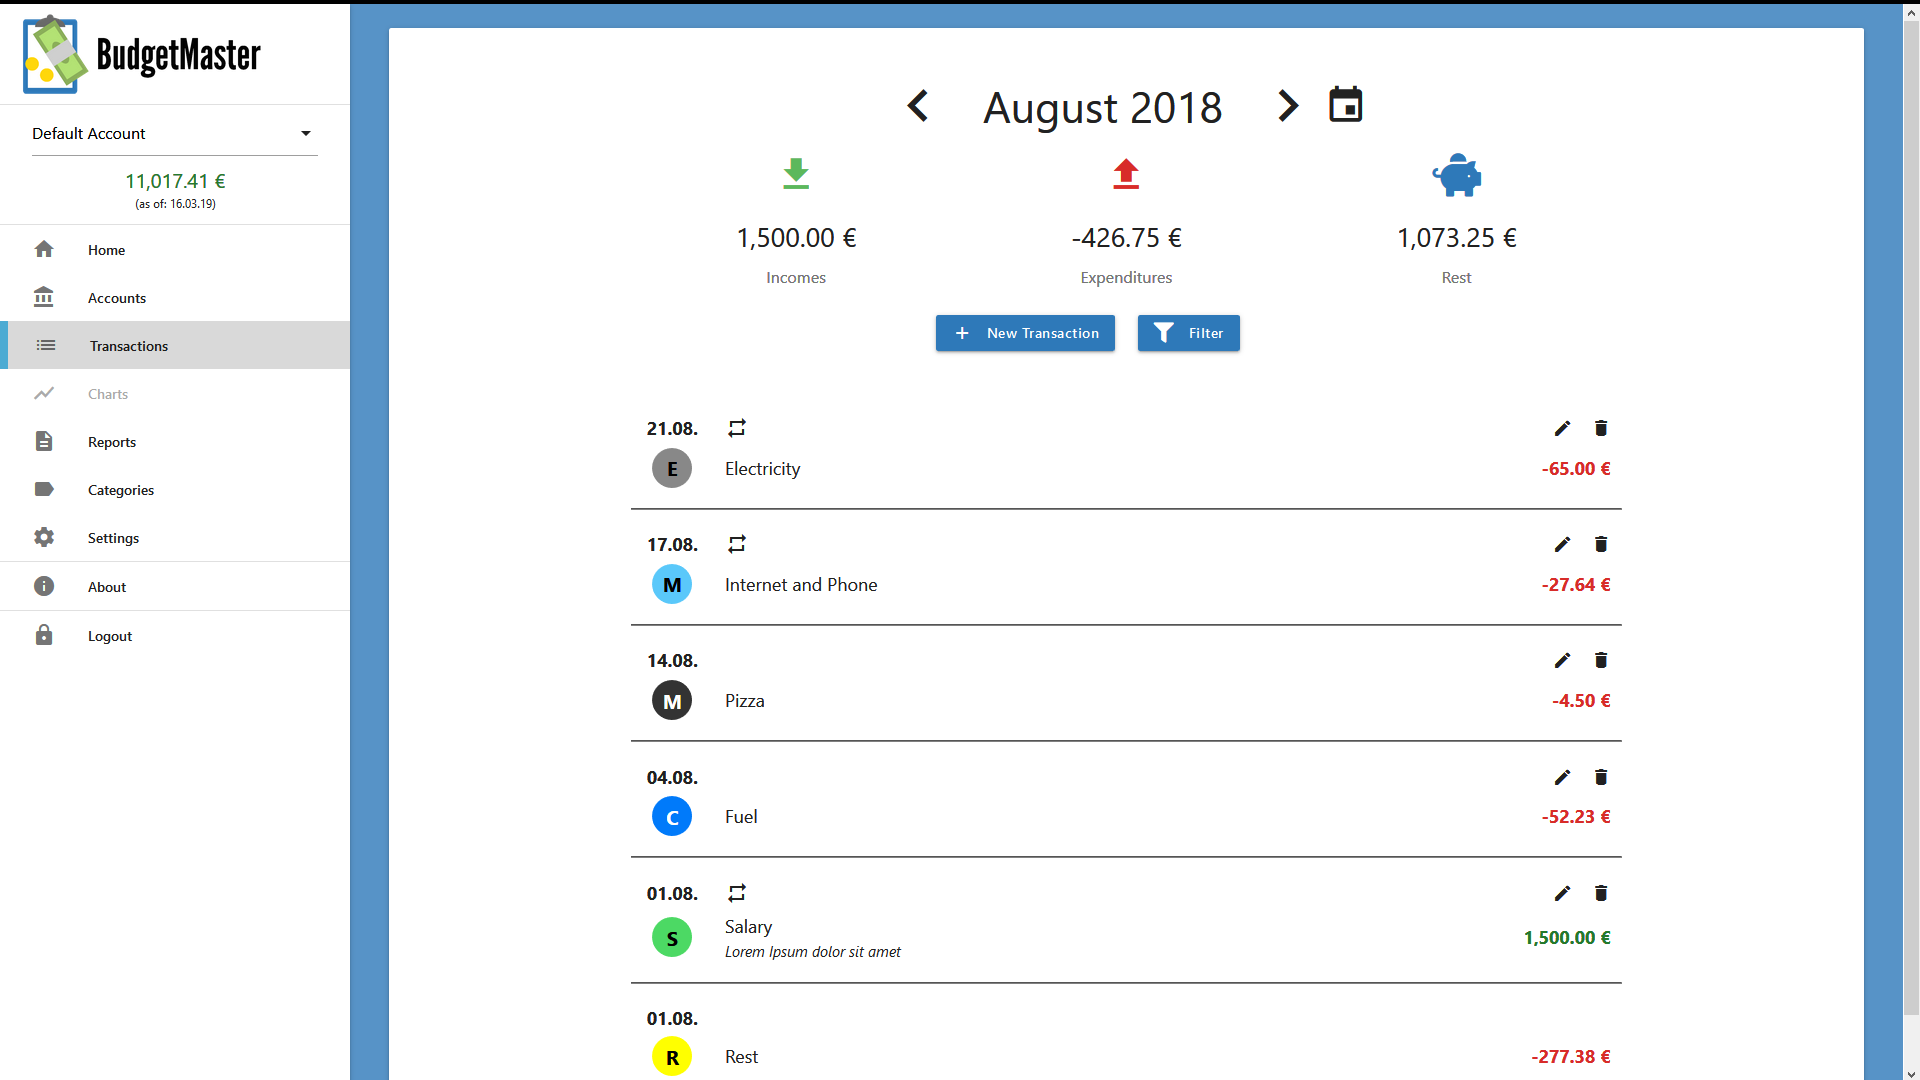 BudgetMaster
Default Account
11,017.41 €
(as of: 16.03.19)
Home
Accounts
Transactions
Charts
Reports
Categories
Settings
About
Logout
August 2018
1,500.00 € -426.75 € 1,073.25 €
Incomes Expenditures Rest
New Transaction Filter
21.08.
E Electricity -65.00 €
17.08.
M Internet and Phone -27.64 €
14.08.
M Pizza -4.50 €
04.08.
C Fuel -52.23 €
01.08.
S Salary 1,500.00 €
Lorem Ipsum dolor sit amet
01.08.
R Rest -277.38 €